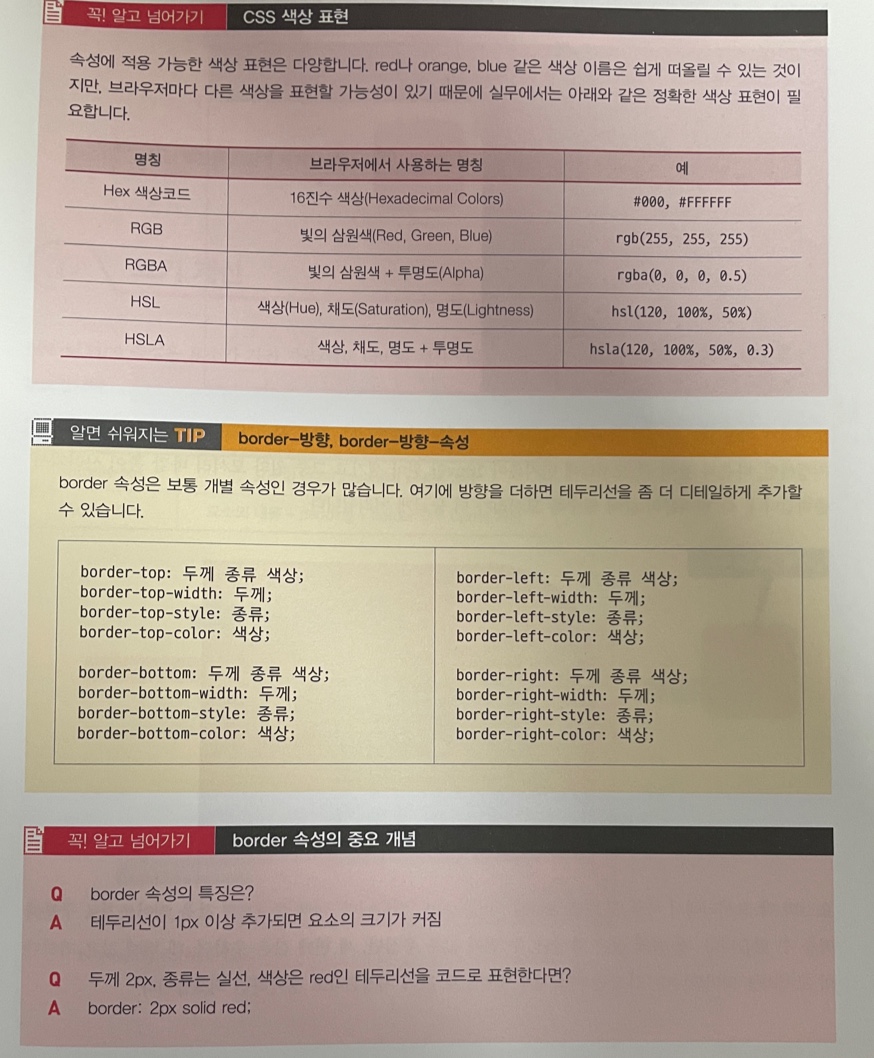 꼭! 알고 넘어가기 CSS 색상 표현
속성에 적용 가능한 색상 표현은 다양합니다. red나 orange, blue 같은 색상 이름은 쉽게 떠올릴 수 있는 것이
지만, 브라우저마다 다른 색상을 표현할 가능성이 있기 때문에 실무에서는 아래와 같은 정확한 색상 표현이 필
요합니다.
명칭 브라우저에서 사용하는 명칭 예
Hex 색상코드 16진수 색상(Hexadecimal Colors) #000, #FFFFFF
RGB 빛의 삼원색(Red, Green, Blue) rgb(255, 255, 255)
RGBA 빛의 삼원색 + 투명도(Alpha) rgba(0, 0, 0, 0.5)
HSL 색상(Hue), 채도(Saturation), 명도(Lightness) hsl(120, 100%, 50%)
HSLA 색상, 채도, 명도 + 투명도 hsla(120, 100%, 50%, 0.3)
알면 쉬워지는 TIP border-방향, border-방향-속성
border 속성은 보통 개별 속성인 경우가 많습니다. 여기에 방향을 더하면 테두리선을 좀 더 디테일하게 추가할
수 있습니다.
border-top: 두께 종류 색상;
border-top-width: 두께;
border-top-style: 종류;
border-top-color: 색상;
border-bottom: 두께 종류 색상;
border-bottom-width: 두께;
border-bottom-style: 종류;
border-bottom-color: 색상;
border-left: 두께 종류 색상;
border-left-width: 두께;
border-left-style: 종류;
border-left-color: 색상;
border-right: 두께 종류 색상;
border-right-width: 두께;
border-right-style: 종류;
border-right-color: 색상;
꼭! 알고 넘어가기 border 속성의 중요 개념
Q border 속성의 특징은?
A 테두리선이 1px 이상 추가되면 요소의 크기가 커짐
Q 두께 2px, 종류는 실선, 색상은 red인 테두리선을 코드로 표현한다면?
A border: 2px solid red;